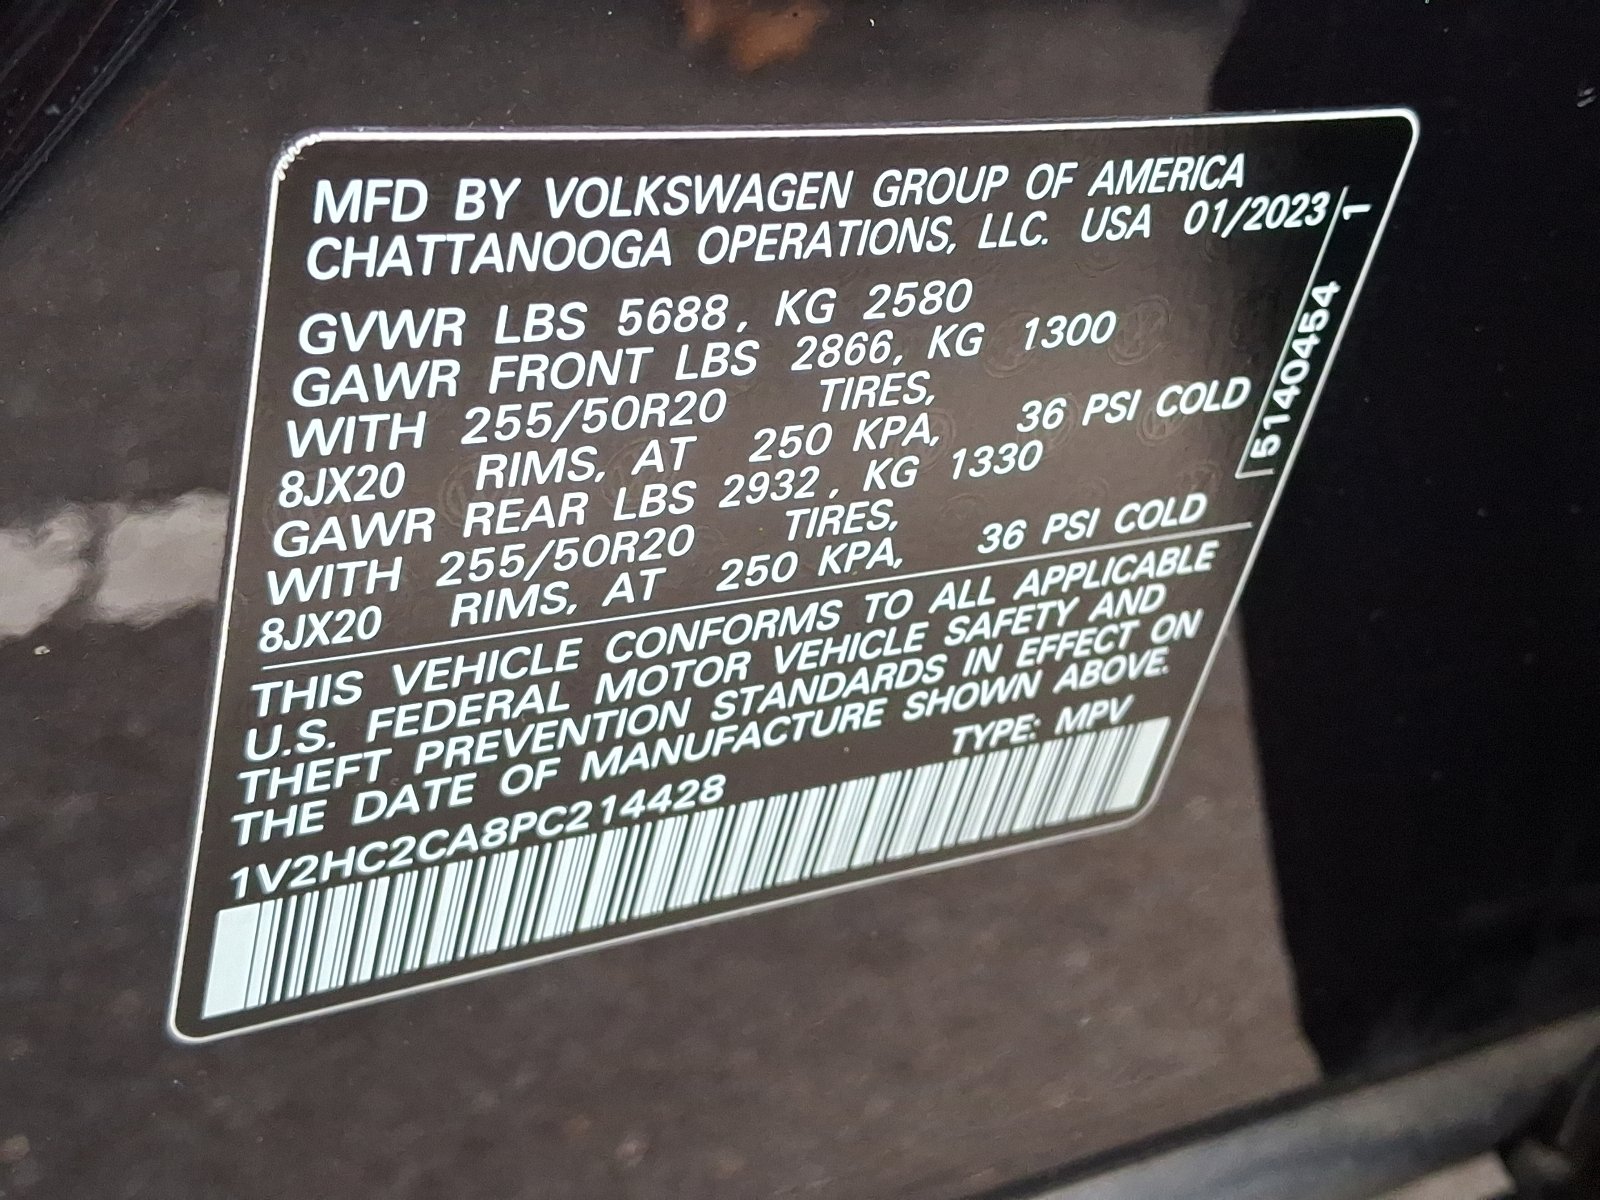 MFD BY VOLKSWAGEN GROUP OF AMERICA
CHATTANOOGA OPERATIONS, LLC. USA 01/2023
GVWR LBS 5688, KG 2580
GAWR FRONT LBS 2866, KG 1300
WITH 255/50R20 TIRES,
8JX20 RIMS, AT 250 KPA, 36 PSI COLD
GAWR REAR LBS 2932, KG 1330
WITH 255/50R20 TIRES,
8JX20 RIMS, AT 250 KPA, 36 PSI COLD
THIS VEHICLE CONFORMS TO ALL APPLICABLE
U.S. FEDERAL MOTOR VEHICLE SAFETY AND
THEFT PREVENTION STANDARDS IN EFFECT ON
THE DATE OF MANUFACTURE SHOWN ABOVE.
TYPE: MPV
1V2HC2CA8PC214428
5140454 1